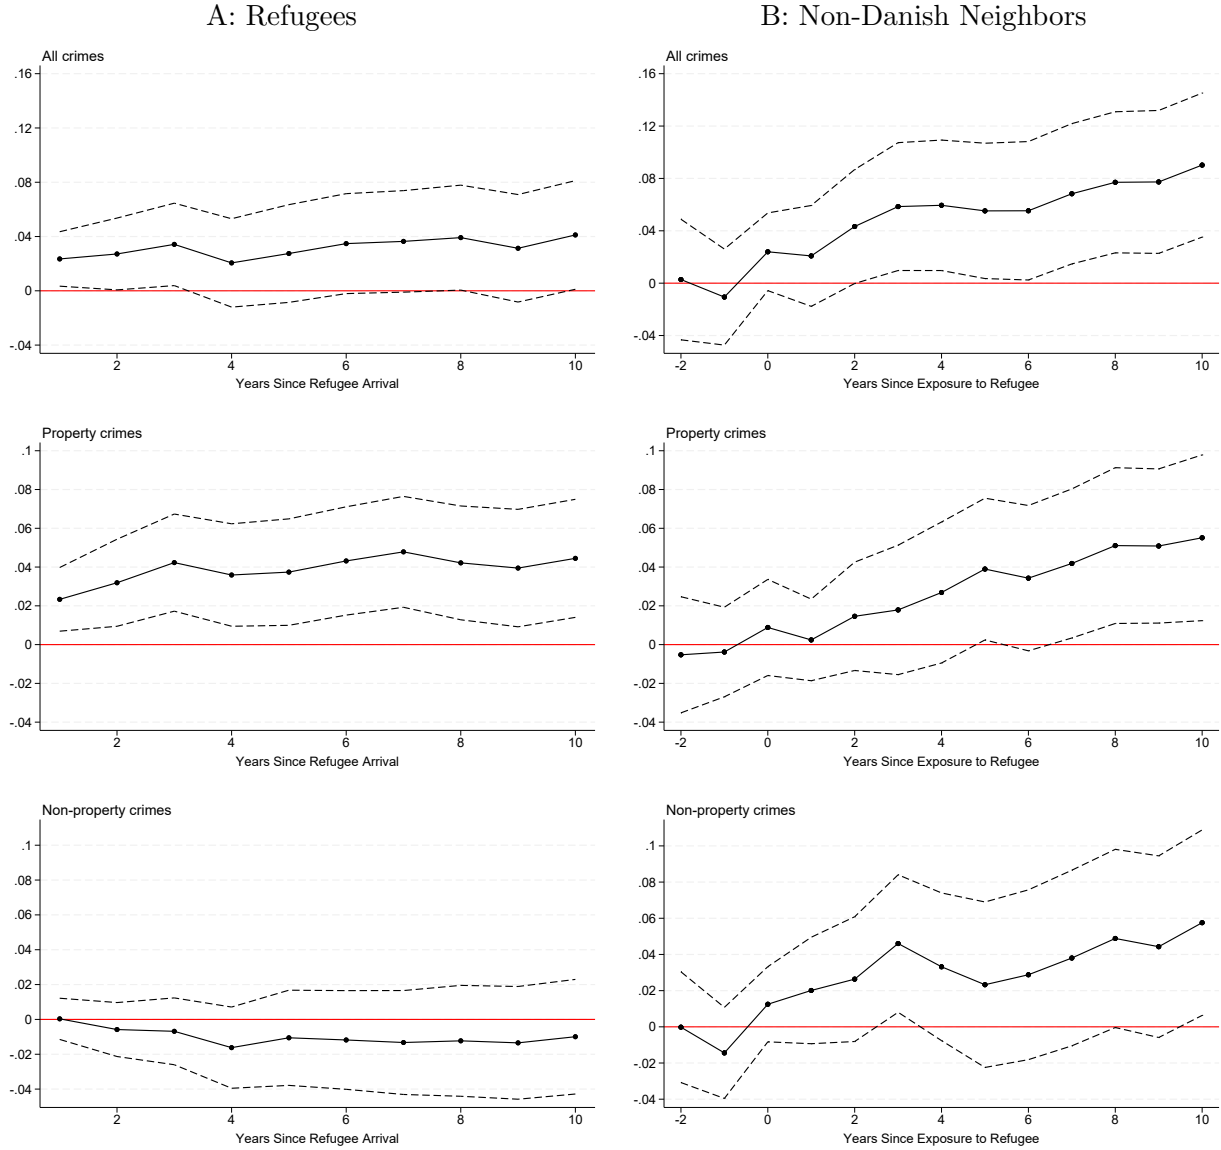 A: Refugees
B: Non-Danish Neighbors
All crimes
.16
.12
.08
.04
0
-.04
2 4 6 8 10
Years Since Refugee Arrival
All crimes
.16
.12
.08
.04
0
-.04
-2 0 2 4 6 8 10
Years Since Exposure to Refugee
Property crimes
.1
.08
.06
.04
.02
0
-.02
-.04
2 4 6 8 10
Years Since Refugee Arrival
Property crimes
.1
.08
.06
.04
.02
0
-.02
-.04
-2 0 2 4 6 8 10
Years Since Exposure to Refugee
Non-property crimes
.1
.08
.06
.04
.02
0
-.02
-.04
2 4 6 8 10
Years Since Refugee Arrival
Non-property crimes
.1
.08
.06
.04
.02
0
-.02
-.04
-2 0 2 4 6 8 10
Years Since Exposure to Refugee